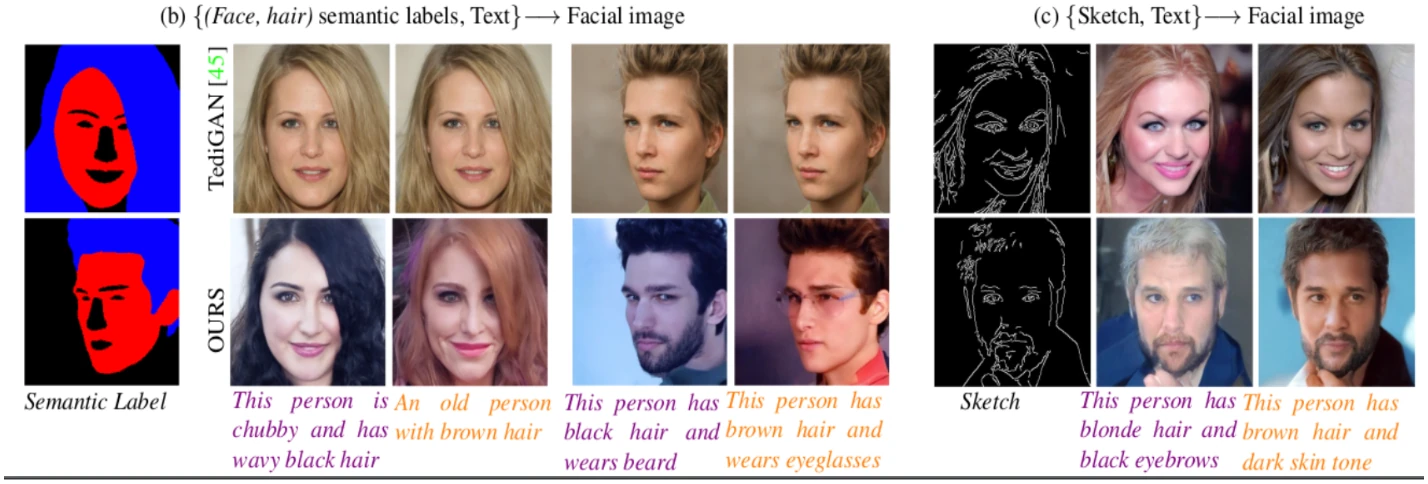 (b) {(Face, hair) semantic labels, Text}⟶ Facial image
(c) {Sketch, Text}⟶ Facial image
TediGAN [45]
OURS
Semantic Label
This person is
chubby and has
wavy black hair
An old person
with brown hair
This person has
black hair and
wears beard
This person has
brown hair and
wears eyeglasses
Sketch
This person has
blonde hair and
black eyebrows
This person has
brown hair and
dark skin tone